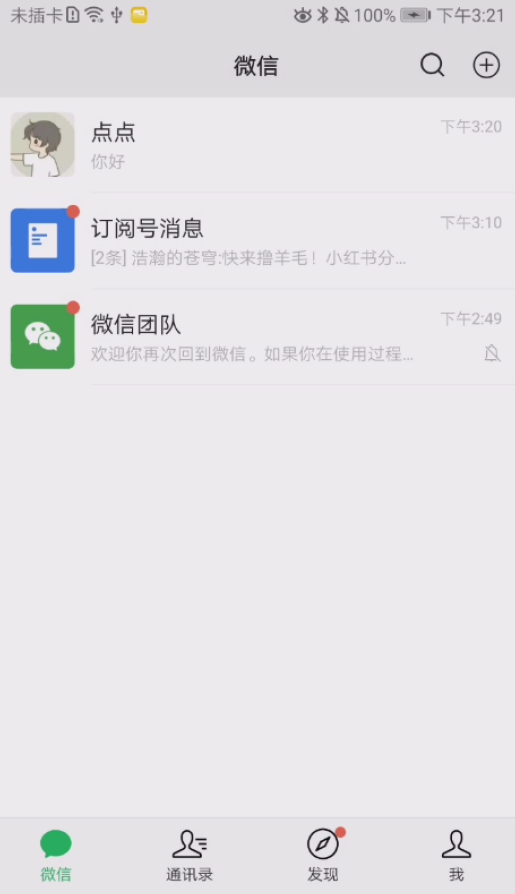 未插卡 100% 下午3:21
微信
点点 下午3:20
你好
订阅号消息 下午3:10
[2条] 浩瀚的苍穹:快来撸羊毛！小红书分...
微信团队 下午2:49
欢迎你再次回到微信。如果你在使用过程...
微信 通讯录 发现 我